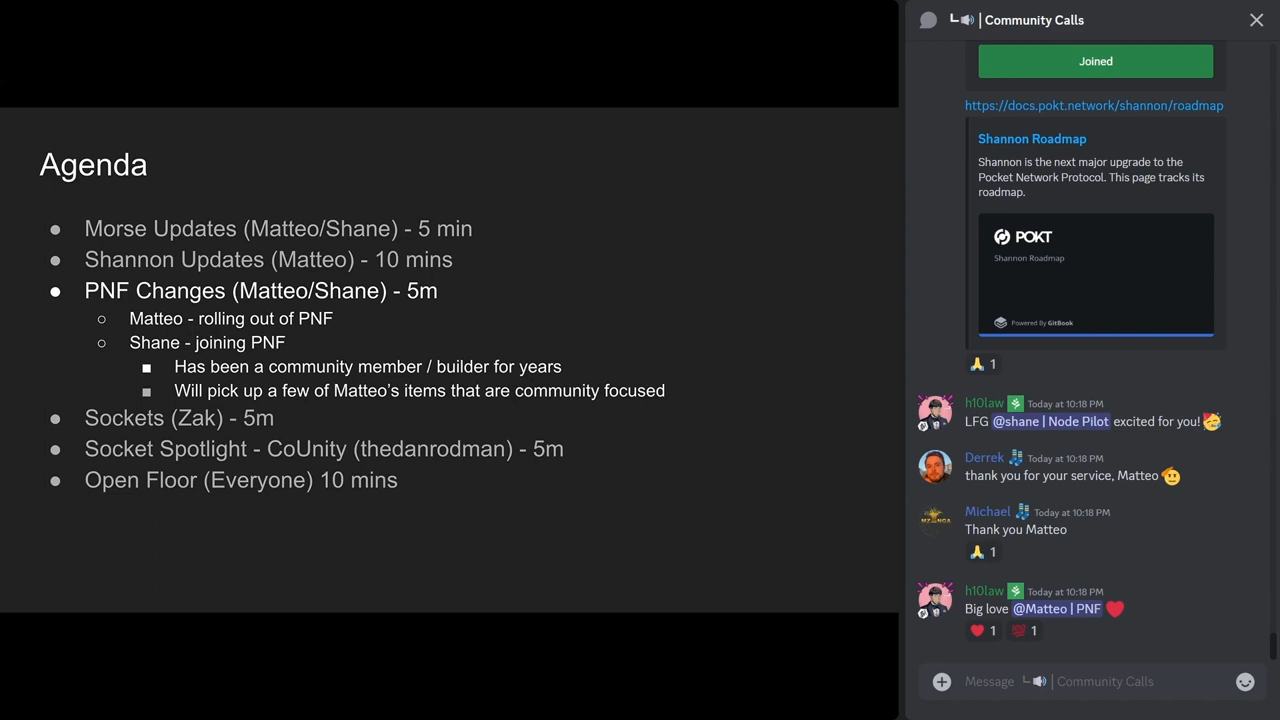 Agenda
● Morse Updates (Matteo/Shane) - 5 min
● Shannon Updates (Matteo) - 10 mins
● PNF Changes (Matteo/Shane) - 5m
○ Matteo - rolling out of PNF
○ Shane - joining PNF
■ Has been a community member / builder for years
■ Will pick up a few of Matteo's items that are community focused
● Sockets (Zak) - 5m
● Socket Spotlight - CoUnity (thedanrodman) - 5m
● Open Floor (Everyone) 10 mins
Community Calls
Joined
https://docs.pokt.network/shannon/roadmap
Shannon Roadmap
Shannon is the next major upgrade to the
Pocket Network Protocol. This page tracks its
roadmap.
POKT
Shannon Roadmap
Powered By GitBook
🙏 1
h10law Today at 10:18 PM
LFG @shane | Node Pilot excited for you! 🥳
Derrek Today at 10:18 PM
thank you for your service, Matteo 🫡
Michael Today at 10:18 PM
Thank you Matteo
🙏 1
h10law Today at 10:18 PM
Big love @Matteo | PNF ❤️
❤️ 1 💯 1
Message Community Calls